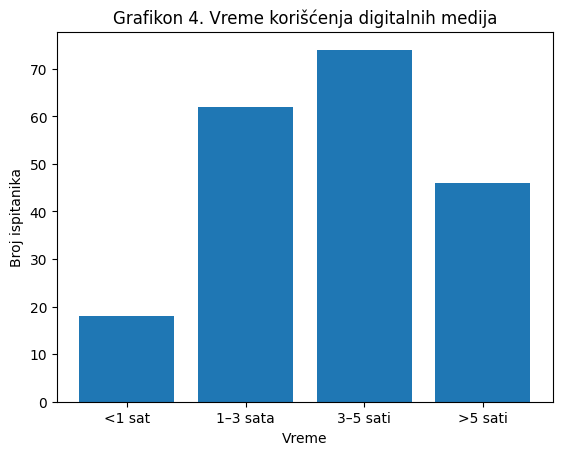 Grafikon 4. Vreme korišćenja digitalnih medija
Broj ispitanika
70
60
50
40
30
20
10
0
<1 sat
1–3 sata
3–5 sati
>5 sati
Vreme